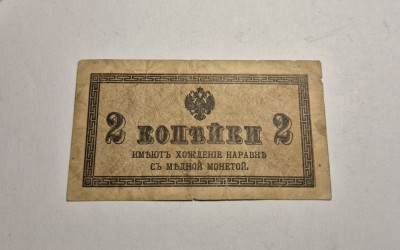 2 КОПѢЙКИ 2
ИМѢЮТЪ ХОЖДЕНІЕ НАРАВНѢ
СЪ МѢДНОЙ МОНЕТОЙ.